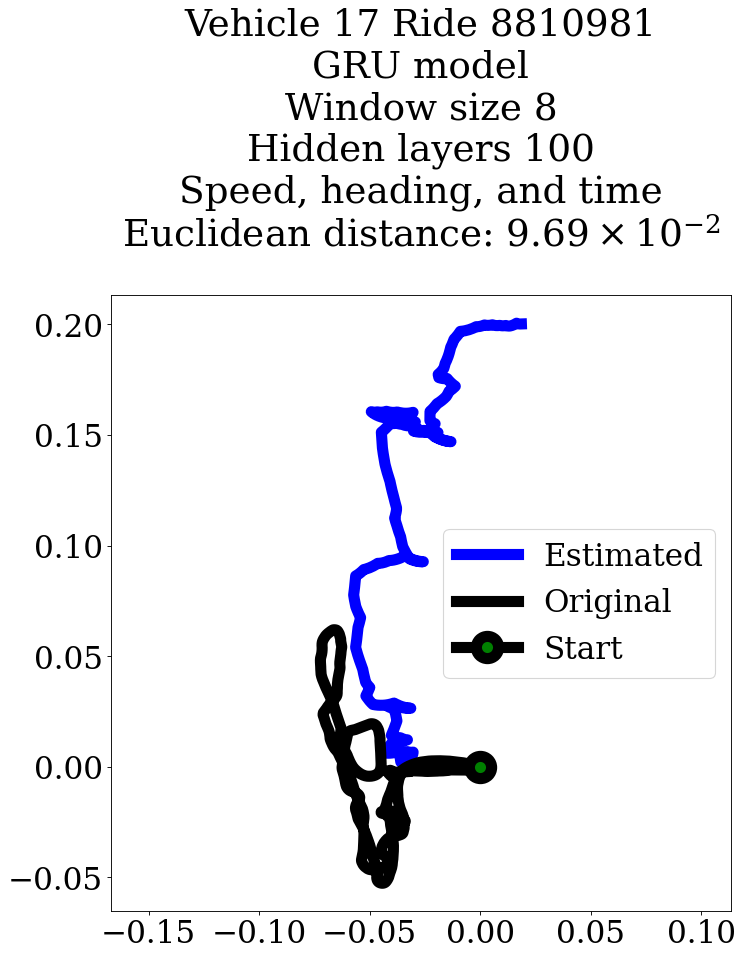 Vehicle 17 Ride 8810981
GRU model
Window size 8
Hidden layers 100
Speed, heading, and time
Euclidean distance: 9.69 × 10⁻²
0.20
0.15
0.10
0.05
0.00
−0.05
Estimated
Original
Start
−0.15 −0.10 −0.05 0.00 0.05 0.10